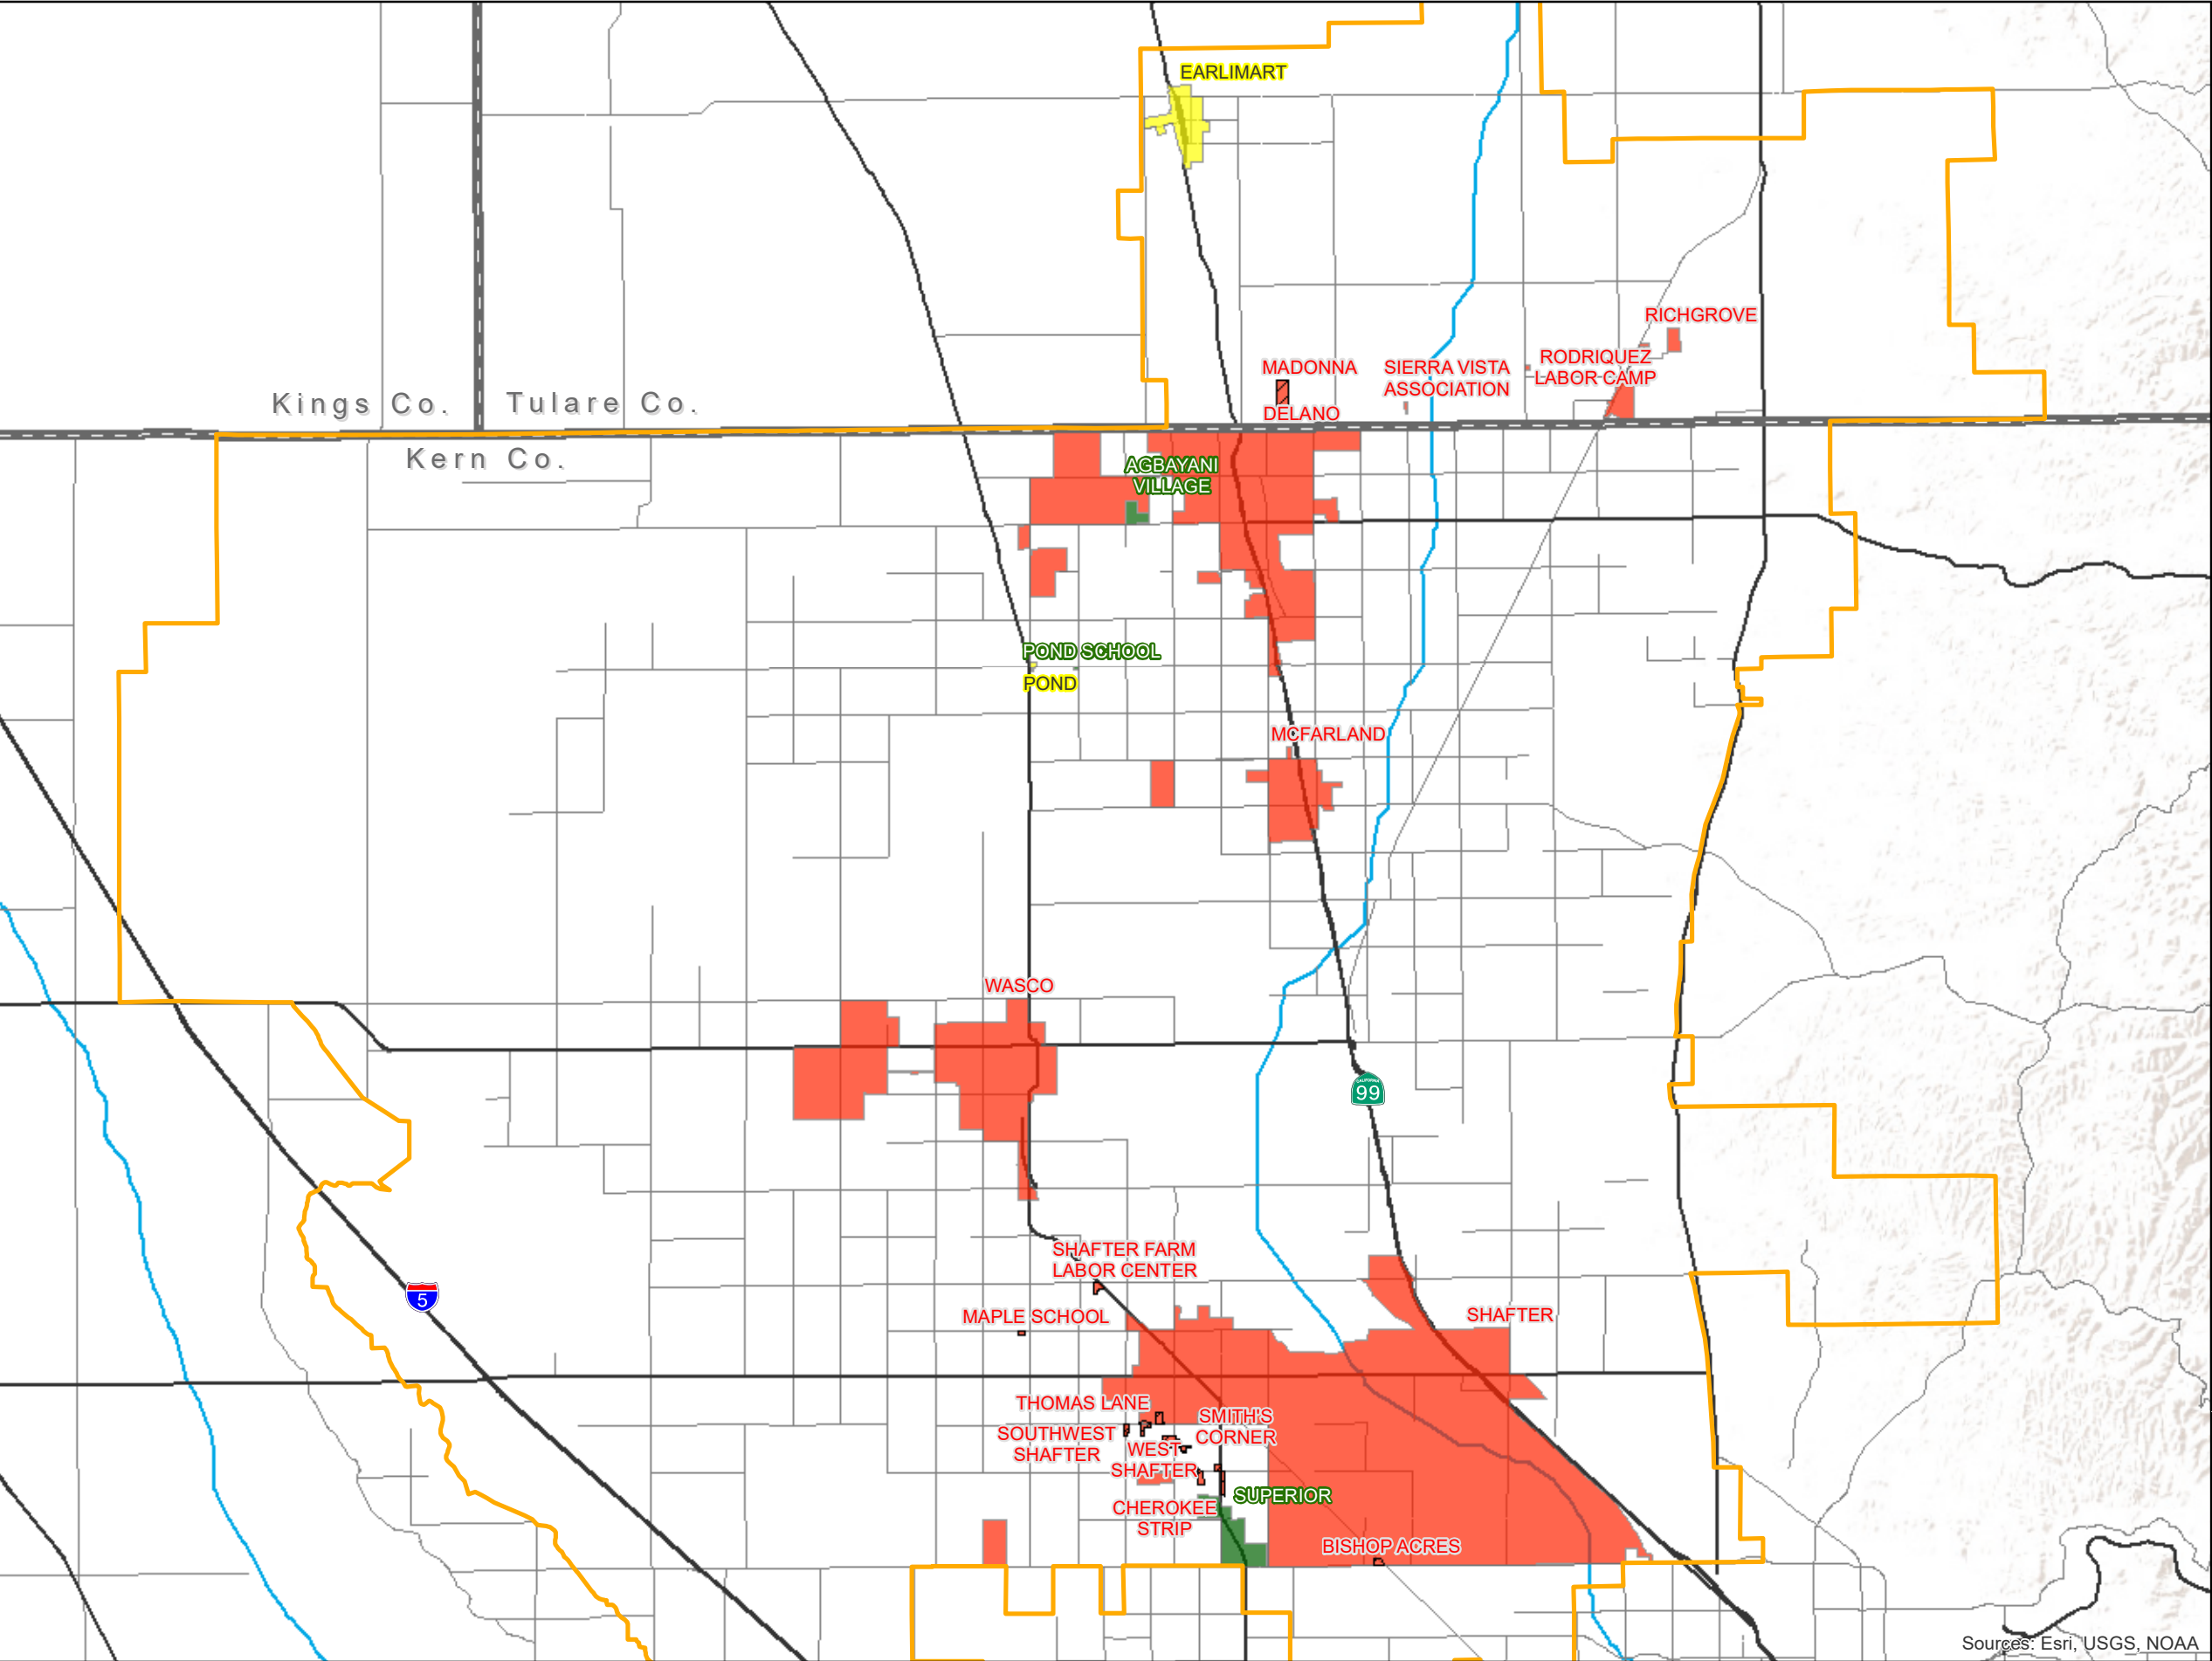 EARLIMART
RICHGROVE
MADONNA
SIERRA VISTA
ASSOCIATION
RODRIQUEZ
LABOR CAMP
Kings Co.
Tulare Co.
DELANO
Kern Co.
AGBAYANI
VILLAGE
POND SCHOOL
POND
MCFARLAND
WASCO
CALIFORNIA
99
SHAFTER FARM
LABOR CENTER
5
MAPLE SCHOOL
SHAFTER
THOMAS LANE
SMITH'S
CORNER
SOUTHWEST
SHAFTER
WEST
SHAFTER
SUPERIOR
CHEROKEE
STRIP
BISHOP ACRES
Sources: Esri, USGS, NOAA